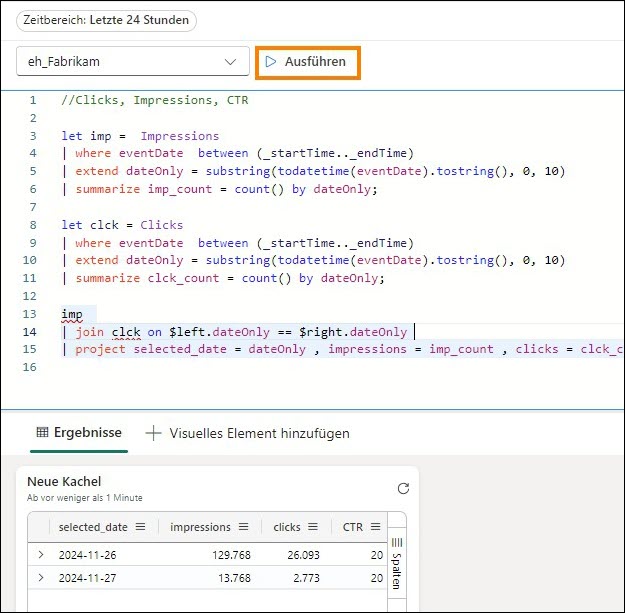 Zeitbereich: Letzte 24 Stunden
eh_Fabrikam
Ausführen
1 //Clicks, Impressions, CTR
2
3 let imp =  Impressions
4 | where eventDate  between (_startTime.._endTime)
5 | extend dateOnly = substring(todatetime(eventDate).tostring(), 0, 10)
6 | summarize imp_count = count() by dateOnly;
7
8 let clck = Clicks
9 | where eventDate  between (_startTime.._endTime)
10 | extend dateOnly = substring(todatetime(eventDate).tostring(), 0, 10)
11 | summarize clck_count = count() by dateOnly;
12
13 imp
14 | join clck on $left.dateOnly == $right.dateOnly
15 | project selected_date = dateOnly , impressions = imp_count , clicks = clck_c
16
Ergebnisse
Visuelles Element hinzufügen
Neue Kachel
Ab vor weniger als 1 Minute
selected_date impressions clicks CTR
2024-11-26 129.768 26.093 20
2024-11-27 13.768 2.773 20
Spalten